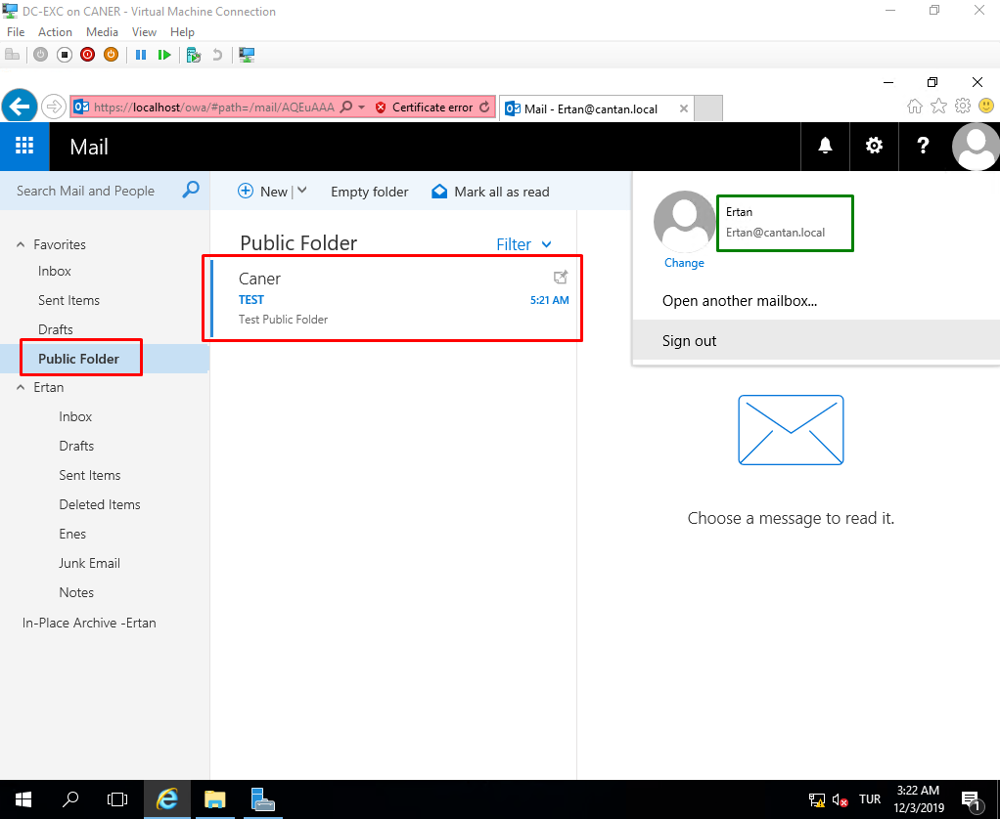 DC-EXC on CANER - Virtual Machine Connection
File Action Media View Help
https://localhost/owa/#path=/mail/AQEuAAA Certificate error Mail - Ertan@cantan.local
Mail ?
Search Mail and People
New Empty folder Mark all as read
Favorites
Inbox
Sent Items
Drafts
Public Folder
Ertan
Inbox
Drafts
Sent Items
Deleted Items
Enes
Junk Email
Notes
In-Place Archive -Ertan
Public Folder Filter
Caner
TEST 5:21 AM
Test Public Folder
Ertan
Ertan@cantan.local
Change
Open another mailbox...
Sign out
Choose a message to read it.
TUR
3:22 AM
12/3/2019
1